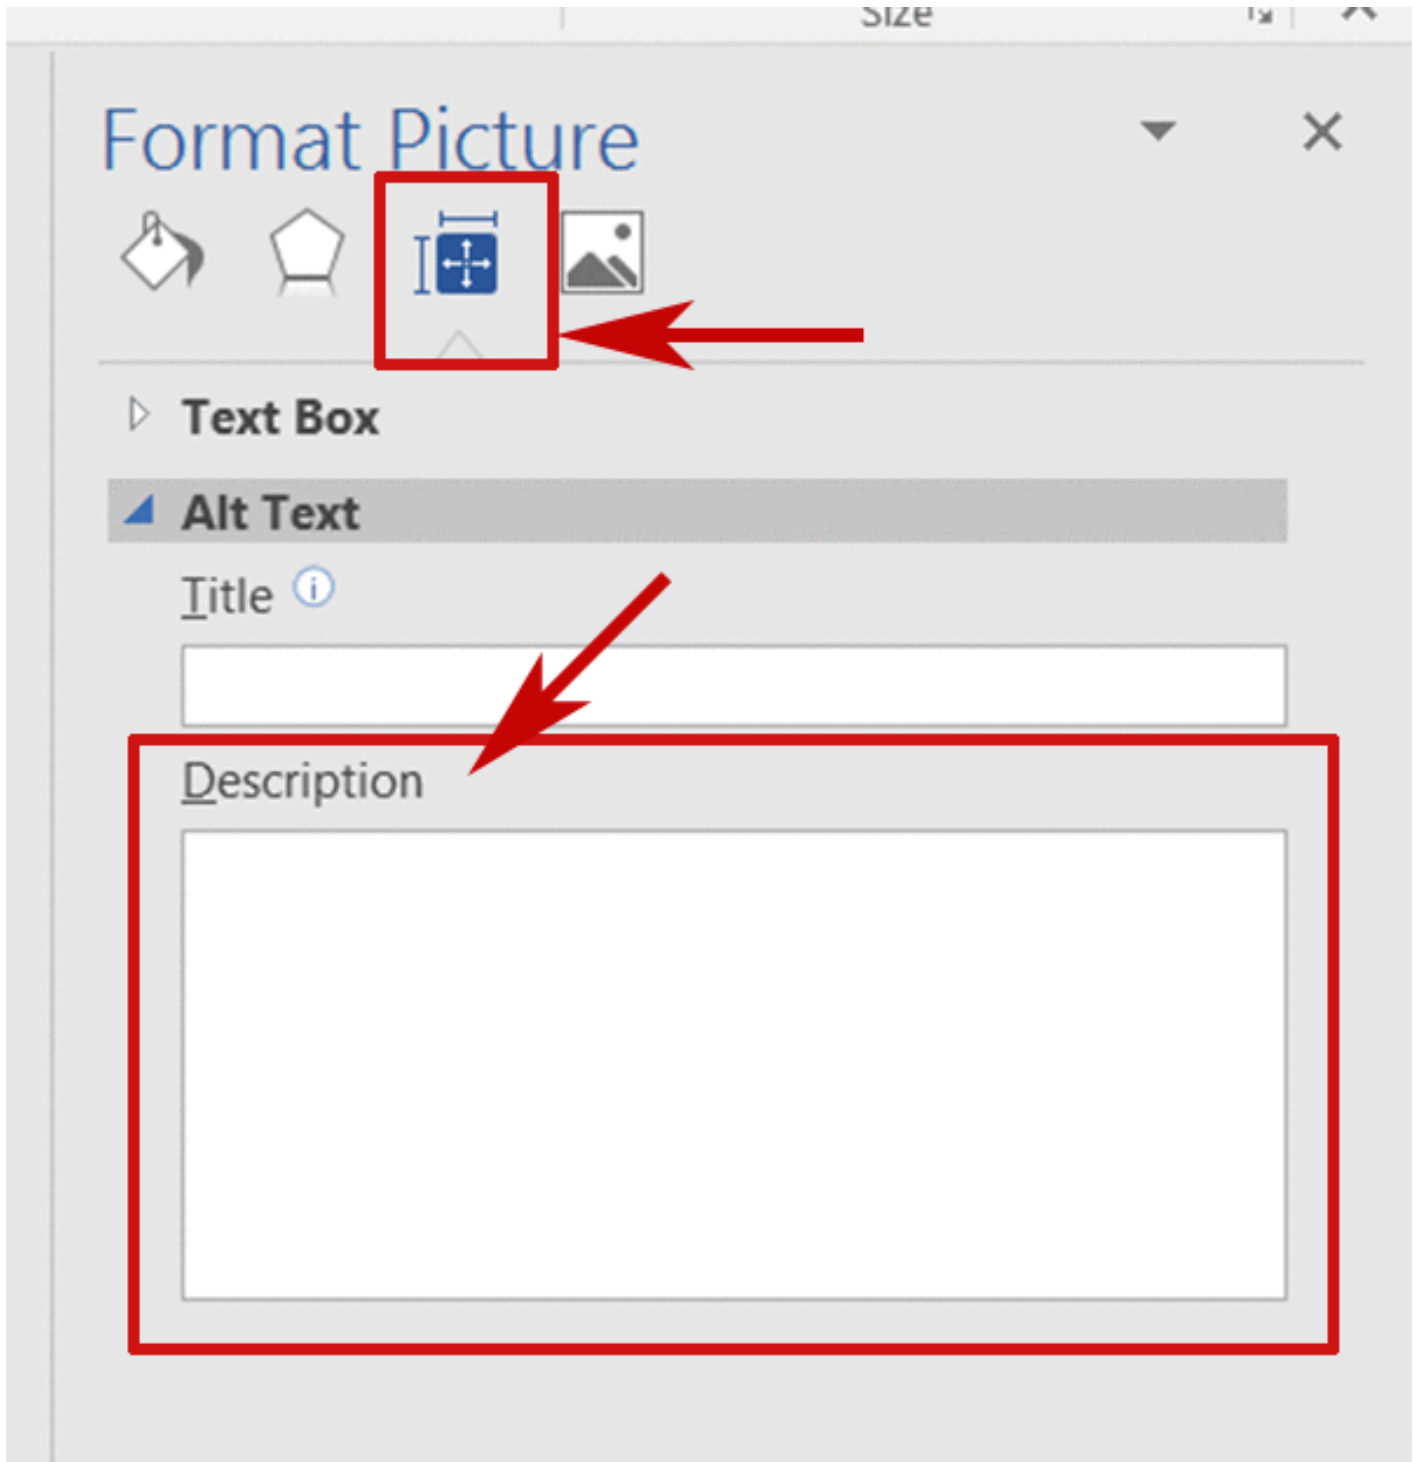 Size
Format Picture
Text Box
Alt Text
Title
Description